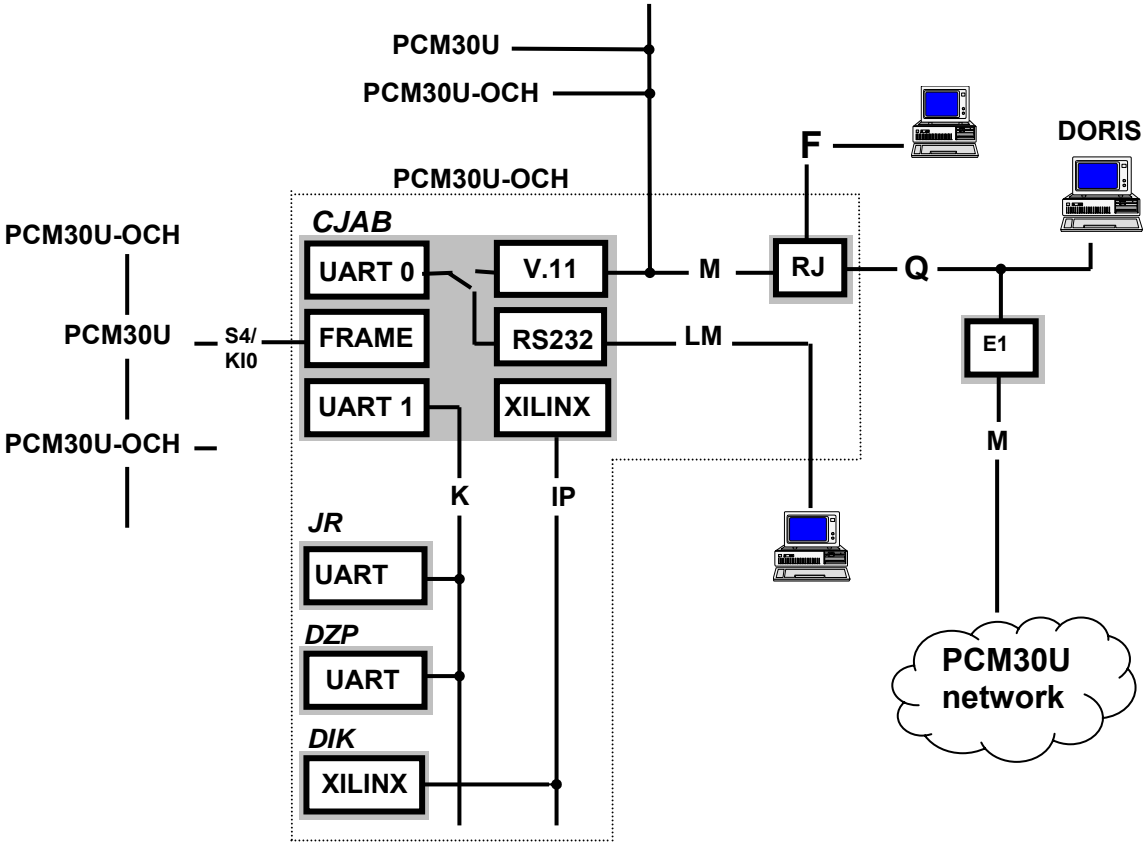 PCM30U
PCM30U-OCH
F
DORIS
PCM30U-OCH
CJAB
PCM30U-OCH
UART 0
V.11
M
RJ
Q
PCM30U
S4/
KI0
FRAME
RS232
LM
E1
UART 1
XILINX
PCM30U-OCH
M
K
IP
JR
UART
DZP
UART
PCM30U
network
DIK
XILINX